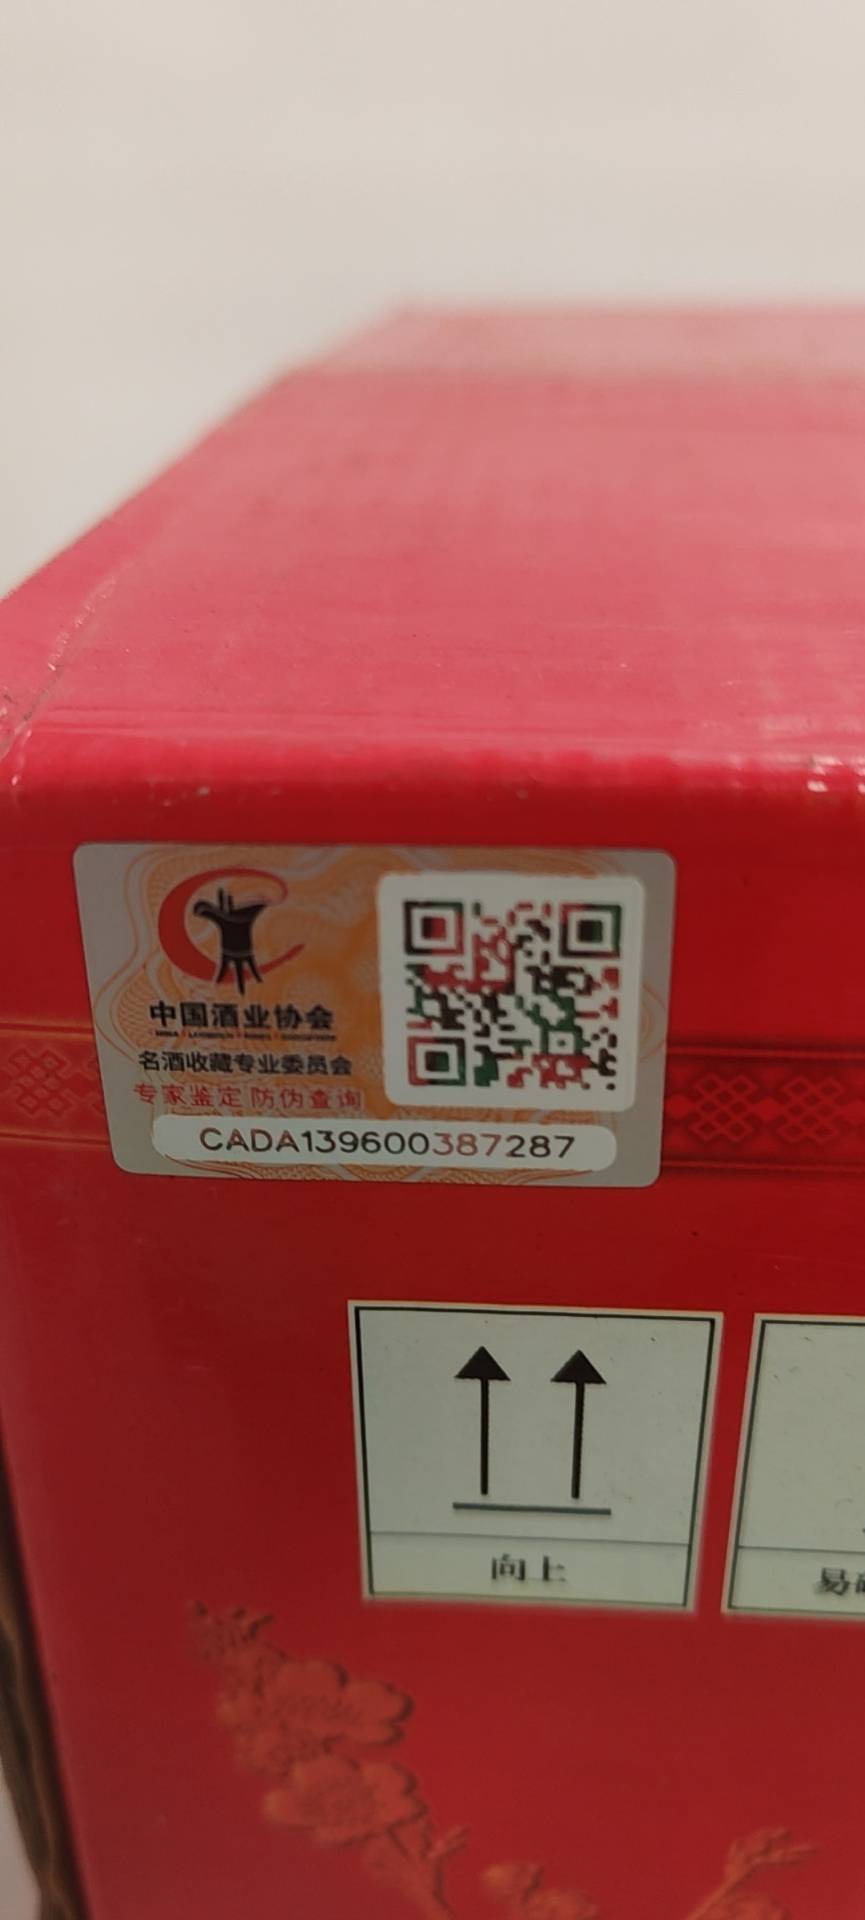 中国酒业协会
名酒收藏专业委员会
专家鉴定 防伪查询
CADA139600387287
向上
易